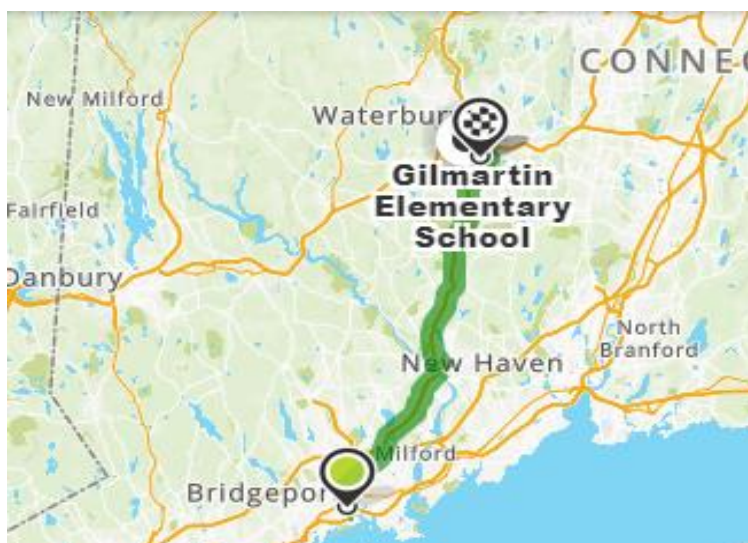 CONNEC
New Milford
Waterbur
Gilmartin
Elementary
School
Fairfield
Danbury
North
Branford
New Haven
Milford
Bridgepor